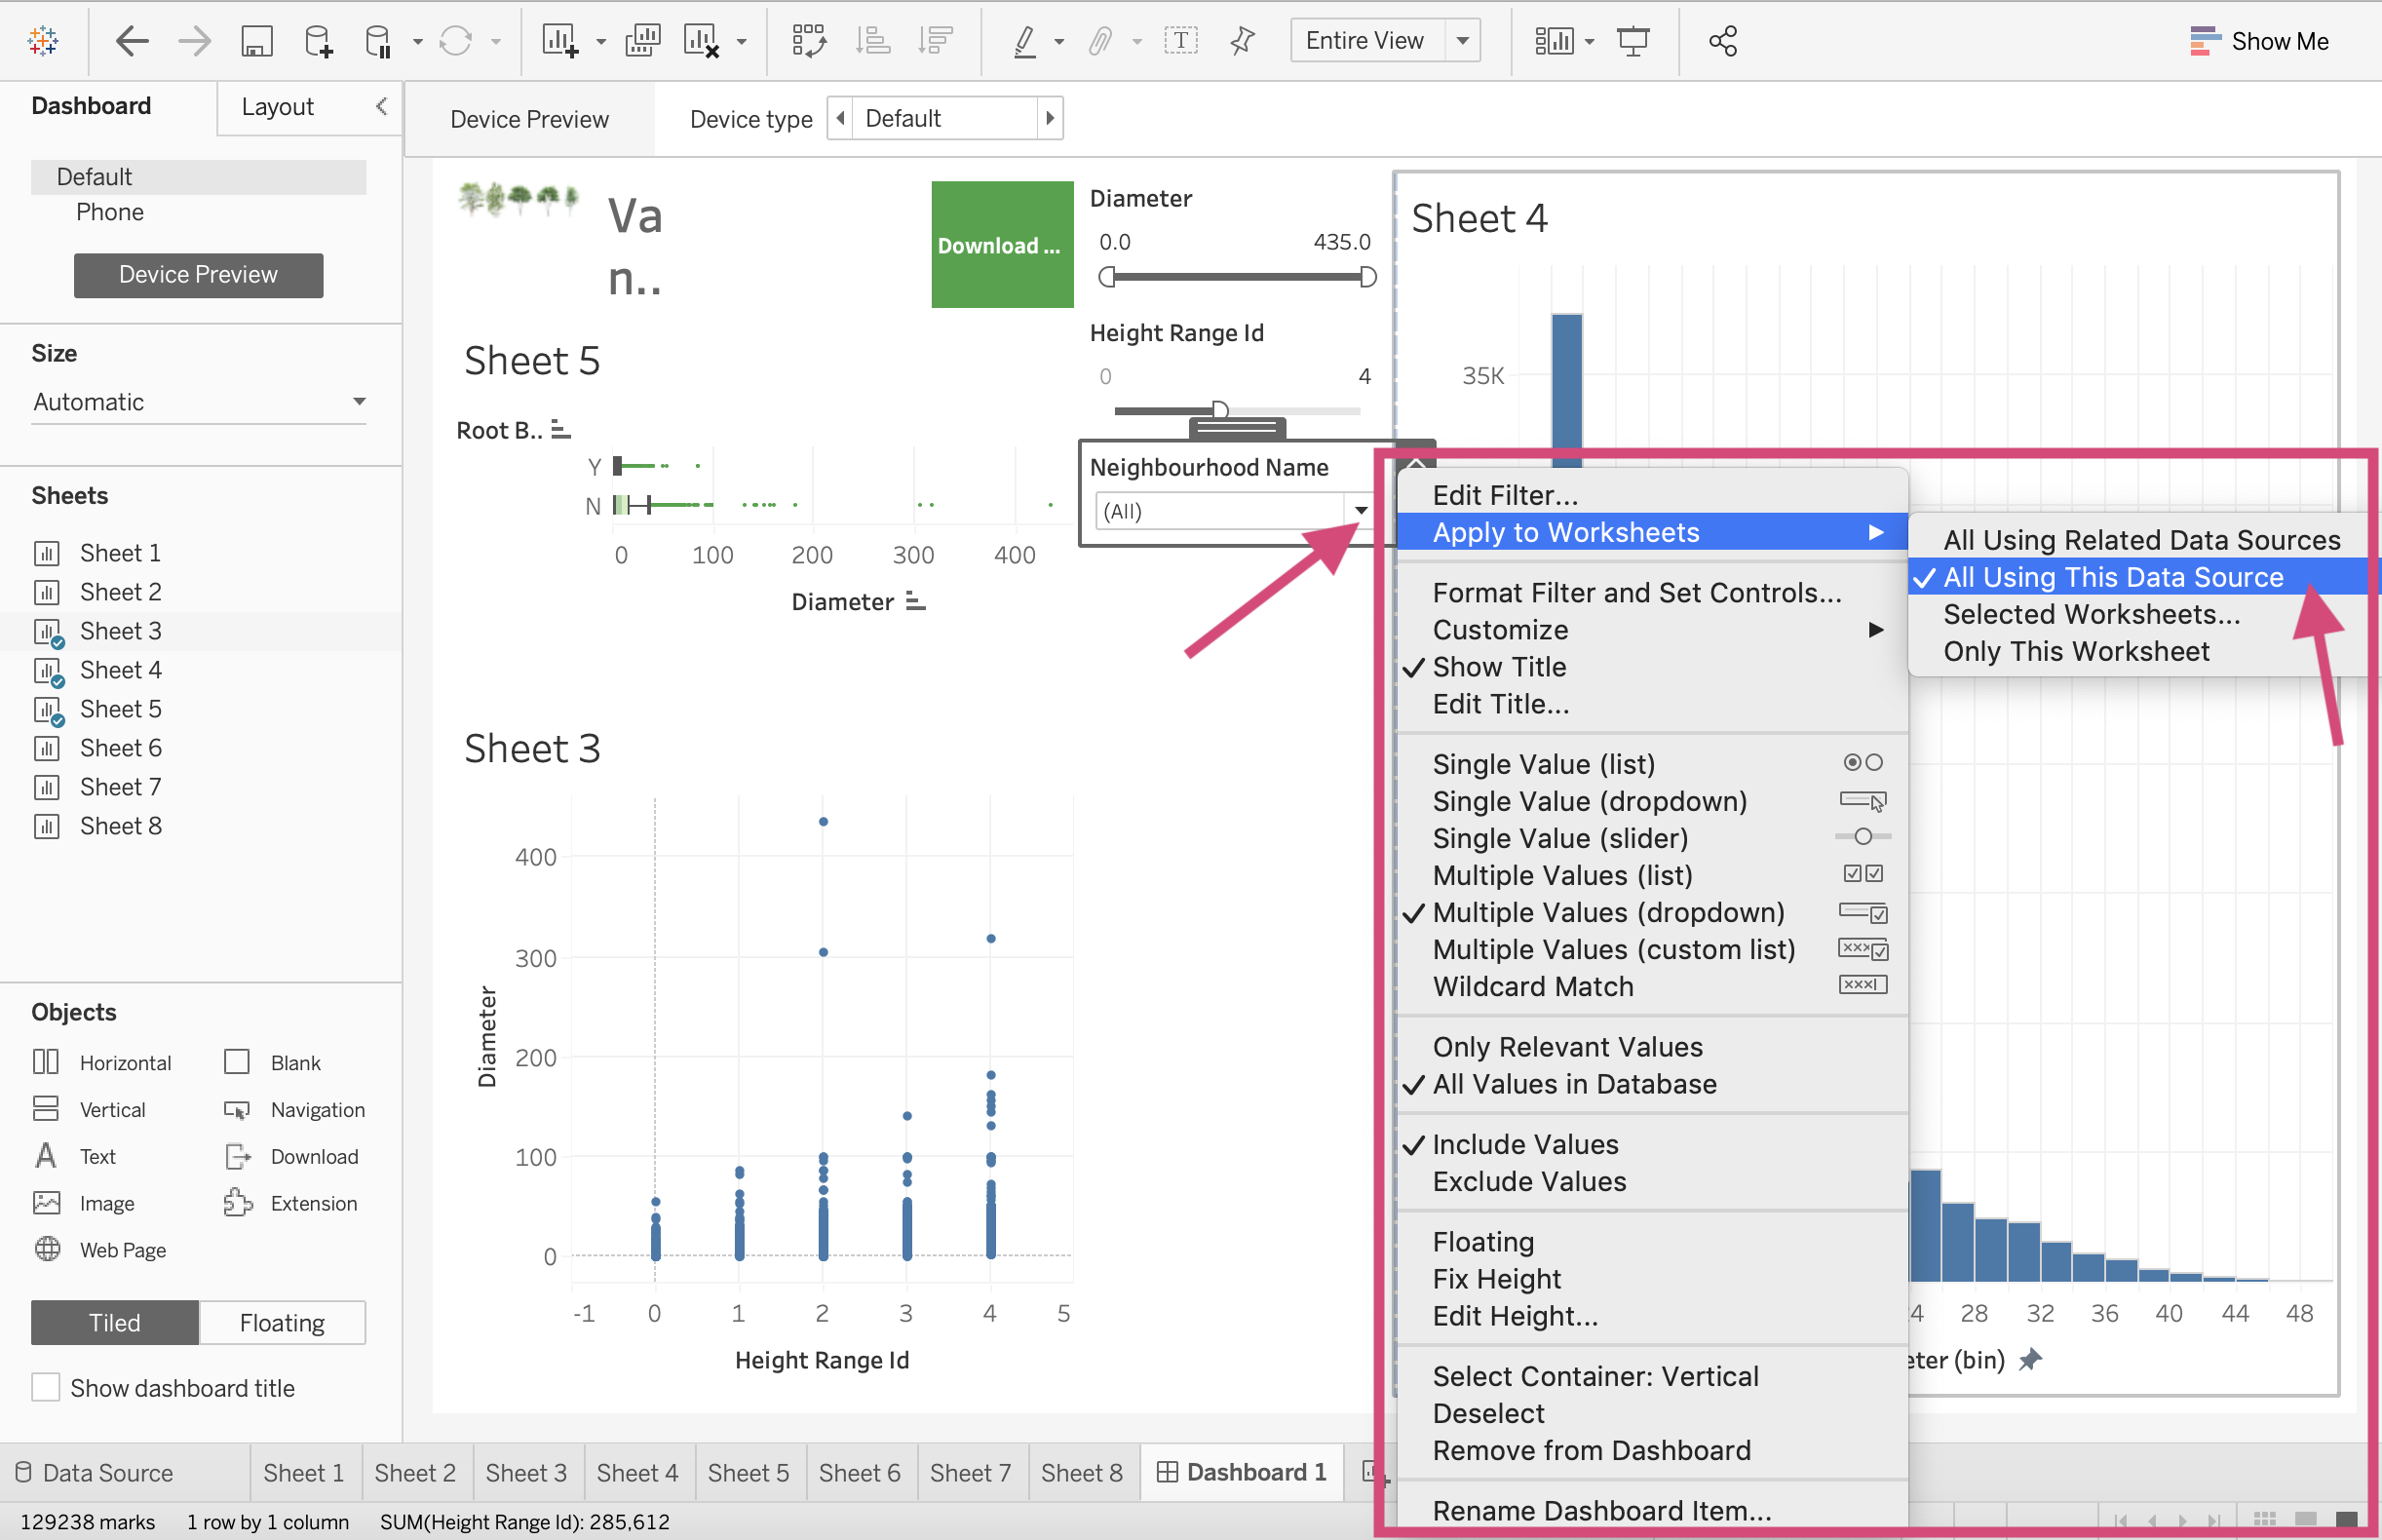 Entire View
Show Me
Dashboard
Layout
Device Preview
Device type
Default
Default
Phone
Device Preview
Size
Automatic
Sheets
Sheet 1
Sheet 2
Sheet 3
Sheet 4
Sheet 5
Sheet 6
Sheet 7
Sheet 8
Objects
Horizontal
Blank
Vertical
Navigation
Text
Download
Image
Extension
Web Page
Tiled
Floating
Show dashboard title
Va
n..
Download ...
Diameter
0.0
435.0
Height Range Id
0
4
Neighbourhood Name
(All)
Sheet 5
Root B..
Y
N
0
100
200
300
400
Diameter
Sheet 3
400
300
200
100
0
Diameter
-1
0
1
2
3
4
5
Height Range Id
Sheet 4
35K
Edit Filter...
Apply to Worksheets
Format Filter and Set Controls...
Customize
Show Title
Edit Title...
Single Value (list)
Single Value (dropdown)
Single Value (slider)
Multiple Values (list)
Multiple Values (dropdown)
Multiple Values (custom list)
Wildcard Match
Only Relevant Values
All Values in Database
Include Values
Exclude Values
Floating
Fix Height
Edit Height...
Select Container: Vertical
Deselect
Remove from Dashboard
Rename Dashboard Item...
All Using Related Data Sources
All Using This Data Source
Selected Worksheets...
Only This Worksheet
24
28
32
36
40
44
48
eter (bin)
Data Source
Sheet 1
Sheet 2
Sheet 3
Sheet 4
Sheet 5
Sheet 6
Sheet 7
Sheet 8
Dashboard 1
129238 marks
1 row by 1 column
SUM(Height Range Id): 285,612